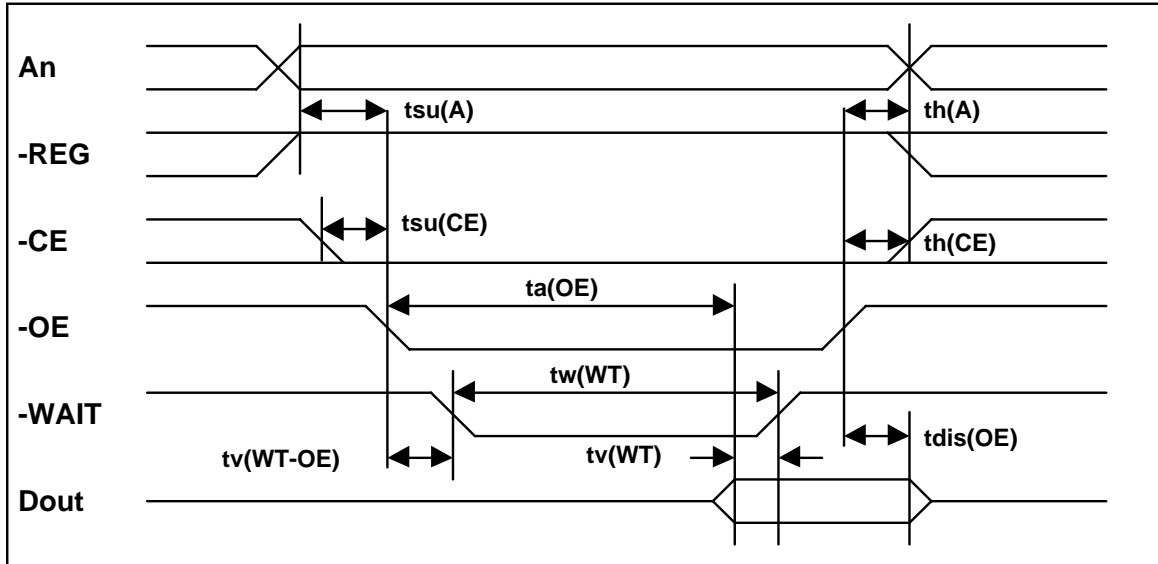 An
tsu(A)
th(A)
-REG
tsu(CE)
-CE
th(CE)
ta(OE)
-OE
tw(WT)
-WAIT
tv(WT-OE)
tv(WT)
tdis(OE)
Dout